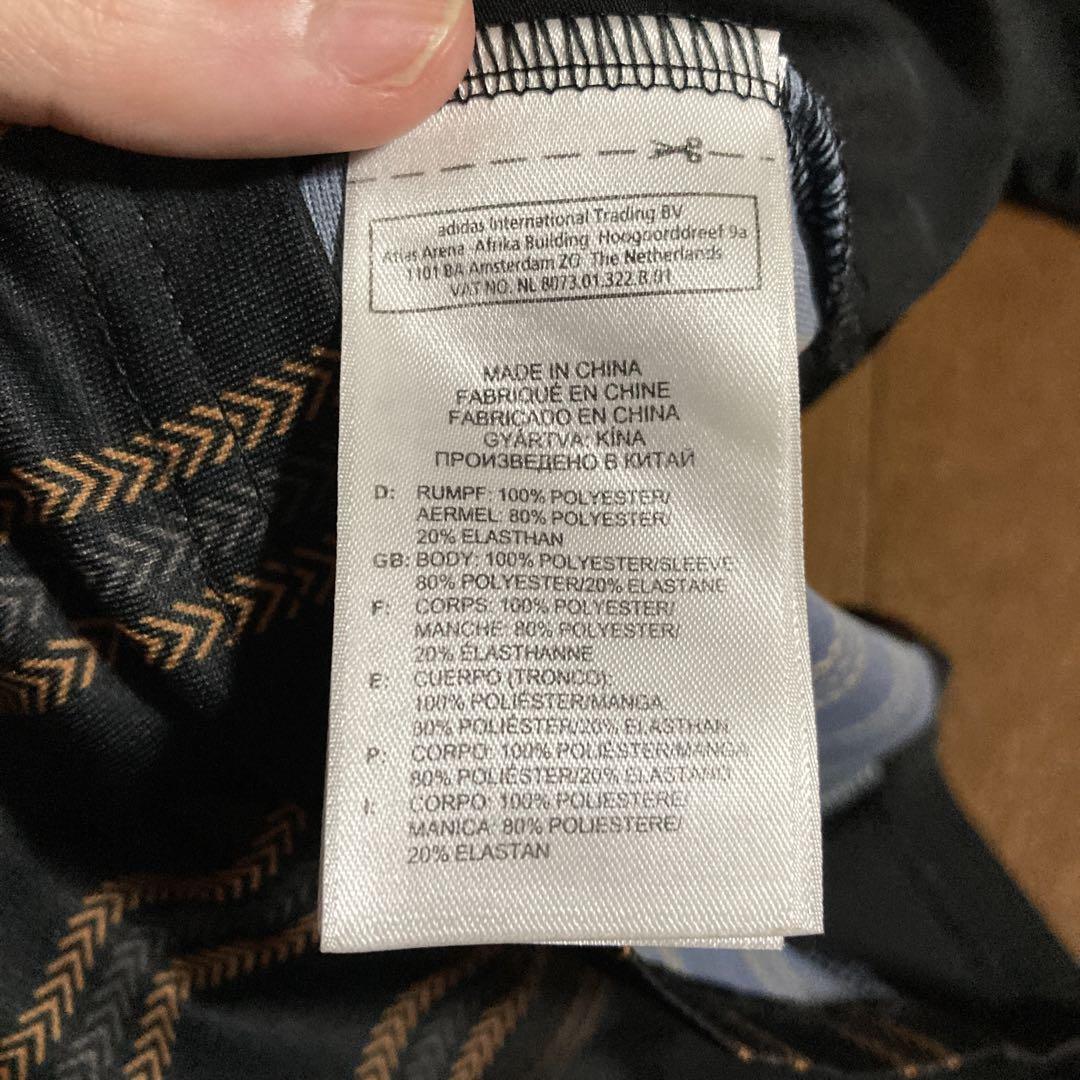 adidas International Trading BV
Atlas Arena Afrika Building Hoogoorddreef 9a
1101 BA Amsterdam ZO The Netherlands
VAT NO. NL 8073.01.322.B.01
MADE IN CHINA
FABRIQUÉ EN CHINE
FABRICADO EN CHINA
GYÁRTVA: KÍNA
ПРОИЗВЕДЕНО В КИТАЙ
D: RUMPF: 100% POLYESTER/
AERMEL: 80% POLYESTER/
20% ELASTHAN
GB: BODY: 100% POLYESTER/SLEEVE
80% POLYESTER/20% ELASTANE
F: CORPS: 100% POLYESTER/
MANCHE: 80% POLYESTER/
20% ÉLASTHANNE
E: CUERPO (TRONCO):
100% POLIÉSTER/MANGA:
80% POLIÉSTER/20% ELASTHAN
P: CORPO: 100% POLIÉSTER/MANGA:
80% POLIÉSTER/20% ELASTANO
I: CORPO: 100% POLIESTERE/
MANICA: 80% POLIESTERE/
20% ELASTAN